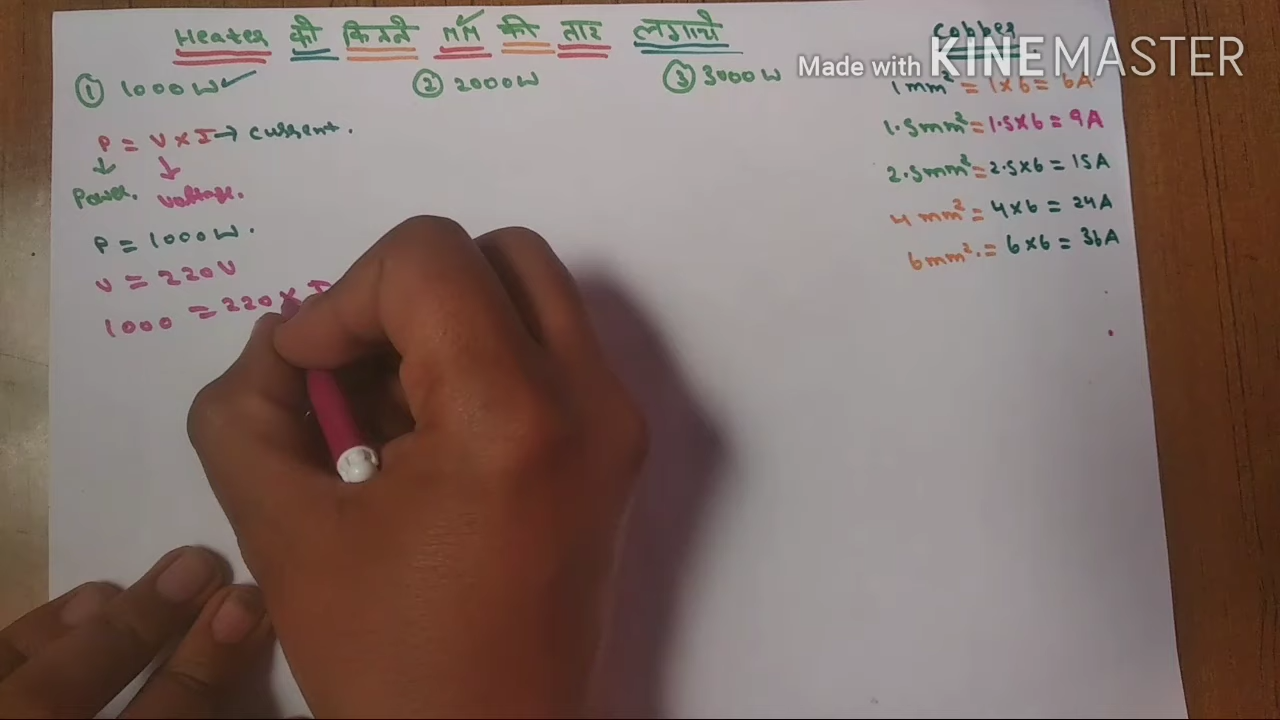 Heater को कितने MM की तार लगाये
① 1000W ② 2000W ③ 3000W
P = V × I → current.
↓ ↓
Power. voltage.
P = 1000W.
V = 220V
1000 = 220 × I
Copper
1mm² = 1×6 = 6A
1.5mm² = 1.5×6 = 9A
2.5mm² = 2.5×6 = 15A
4mm² = 4×6 = 24A
6mm². = 6×6 = 36A
Made with KINEMASTER